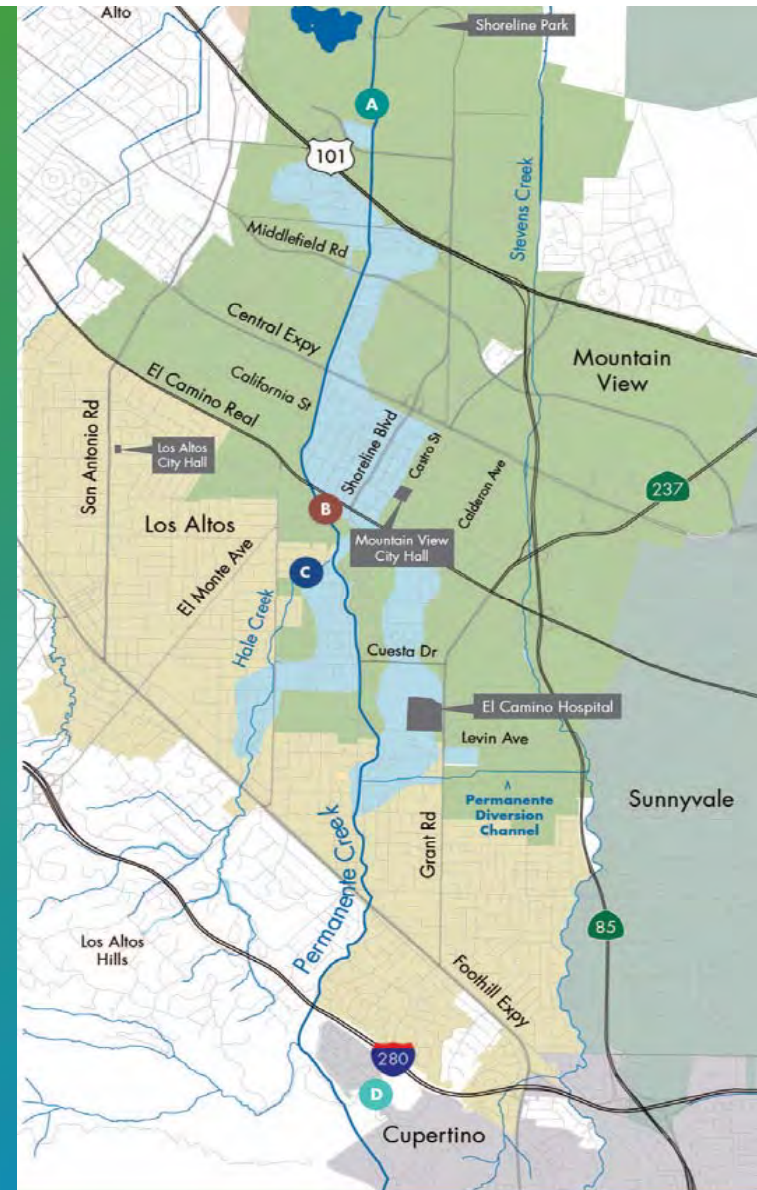 Alto
Shoreline Park
A
101
Stevens Creek
Middlefield Rd
Central Expy
Mountain
View
California St
El Camino Real
San Antonio Rd
Los Altos
City Hall
Shoreline Blvd
Castro St
Calderon Ave
237
B
Los Altos
Mountain View
City Hall
El Monte Ave
C
Hale Creek
Cuesta Dr
El Camino Hospital
Levin Ave
^
Permanente
Diversion
Channel
Sunnyvale
Permanente Creek
Grant Rd
85
Los Altos
Hills
Foothill Expy
280
D
Cupertino